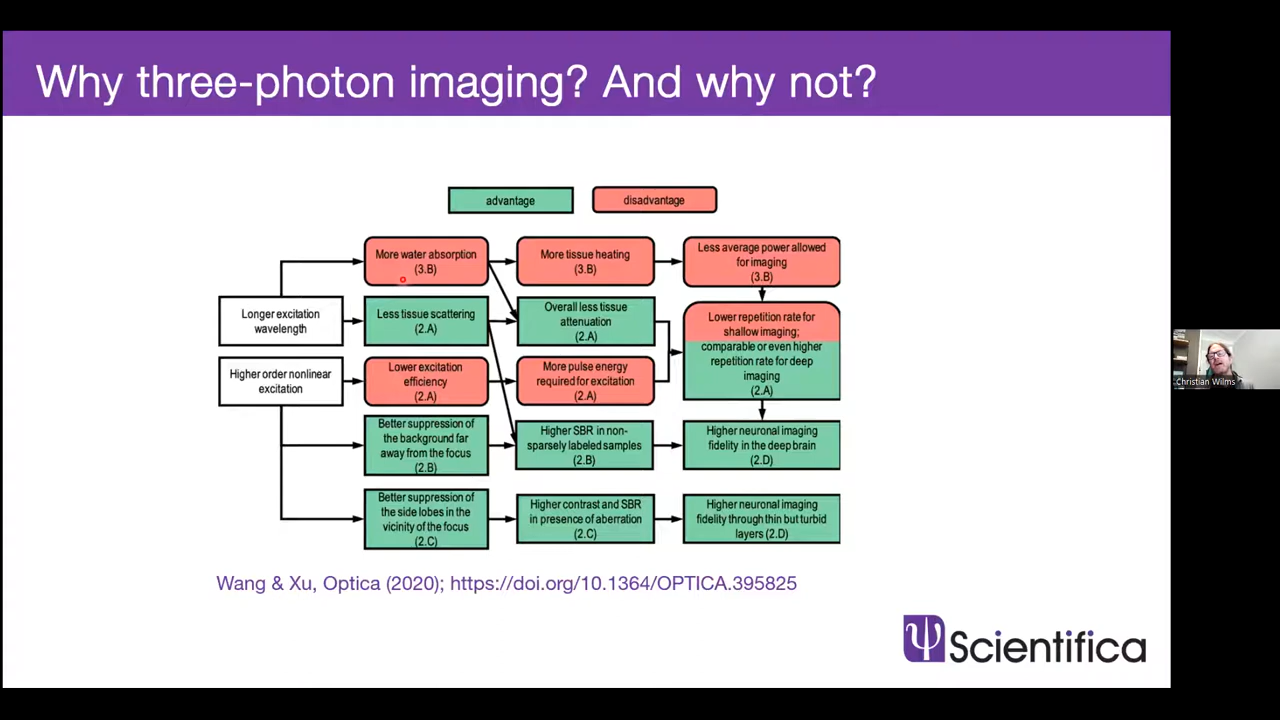 Why three-photon imaging? And why not?
advantage
disadvantage
More water absorption
(3.B)
More tissue heating
(3.B)
Less average power allowed
for imaging
(3.B)
Longer excitation
wavelength
Less tissue scattering
(2.A)
Overall less tissue
attenuation
(2.A)
Lower repetition rate for
shallow imaging;
comparable or even higher
repetition rate for deep
imaging
(2.A)
Higher order nonlinear
excitation
Lower excitation
efficiency
(2.A)
More pulse energy
required for excitation
(2.A)
Better suppression of
the background far
away from the focus
(2.B)
Higher SBR in non-
sparsely labeled samples
(2.B)
Higher neuronal imaging
fidelity in the deep brain
(2.D)
Better suppression of
the side lobes in the
vicinity of the focus
(2.C)
Higher contrast and SBR
in presence of aberration
(2.C)
Higher neuronal imaging
fidelity through thin but turbid
layers (2.D)
Wang & Xu, Optica (2020); https://doi.org/10.1364/OPTICA.395825
Scientifica
Christian Wilms